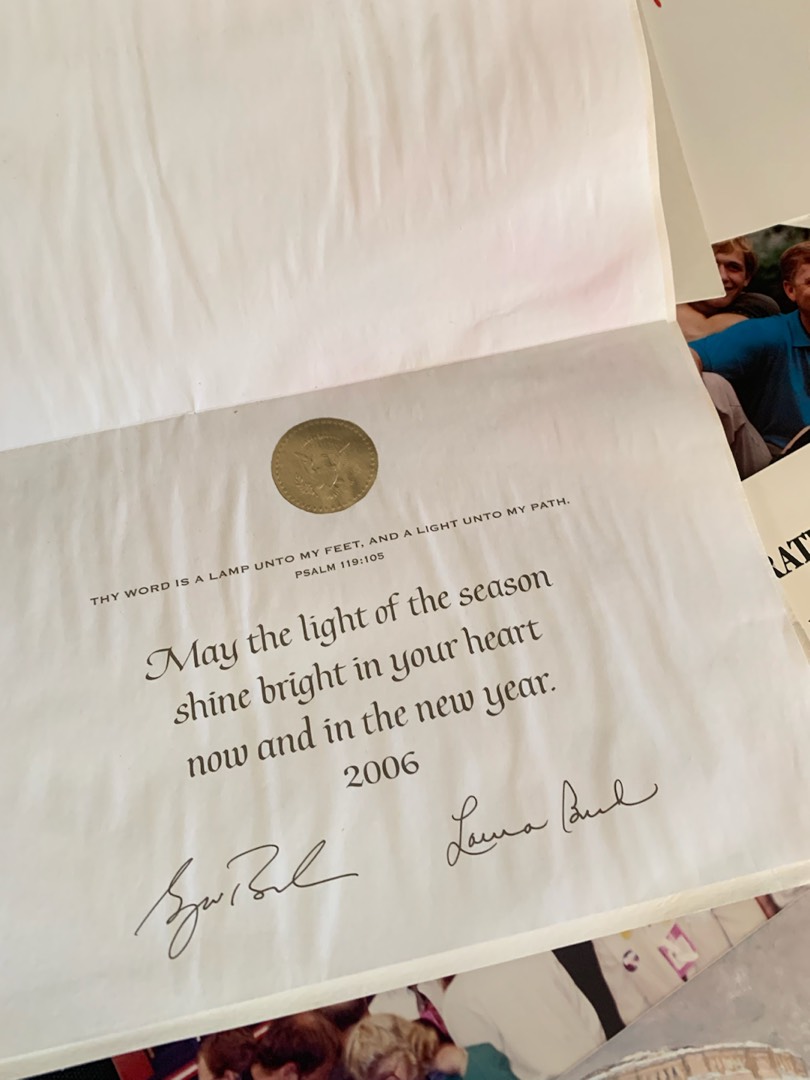 THY WORD IS A LAMP UNTO MY FEET, AND A LIGHT UNTO MY PATH.
PSALM 119:105
May the light of the season
shine bright in your heart
now and in the new year.
2006
Laura Bush